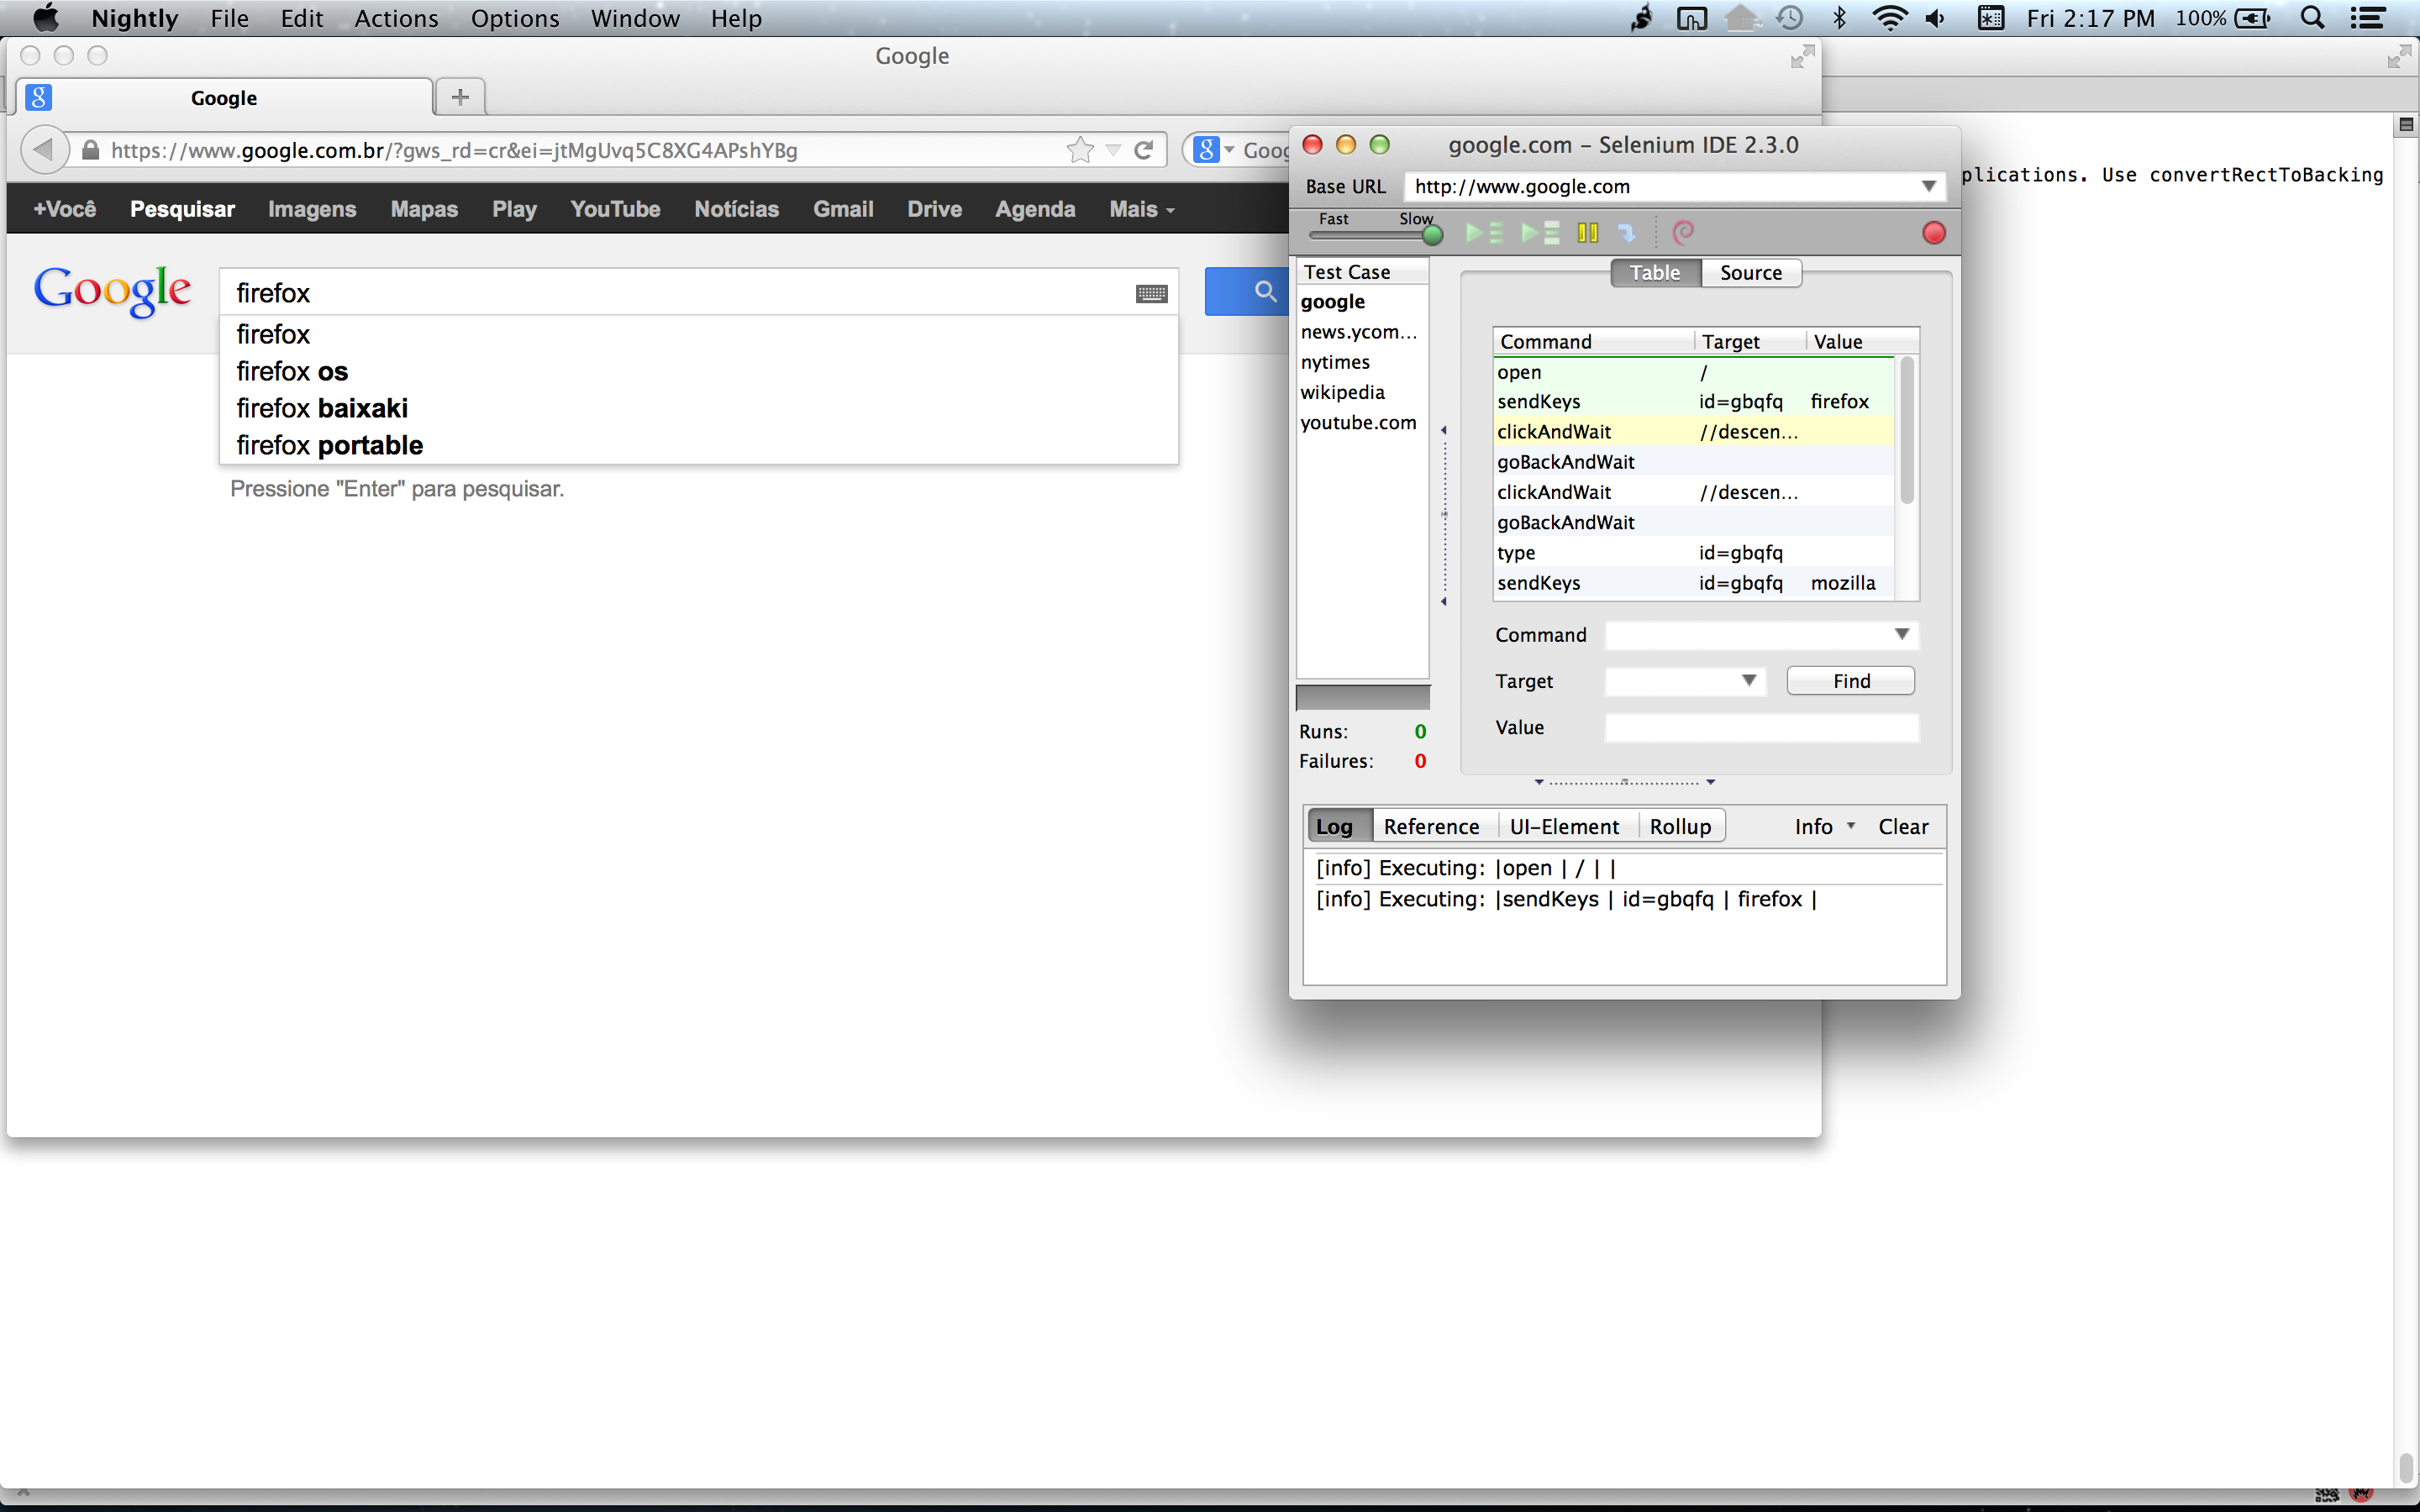 Nightly File Edit Actions Options Window Help Fri 2:17 PM 100%
Google
Google
https://www.google.com.br/?gws_rd=cr&ei=jtMgUvq5C8XG4APshYBg
+Você Pesquisar Imagens Mapas Play YouTube Notícias Gmail Drive Agenda Mais
Google firefox
firefox
firefox os
firefox baixaki
firefox portable
Pressione "Enter" para pesquisar.
google.com – Selenium IDE 2.3.0
Base URL http://www.google.com
plications. Use convertRectToBacking
Fast Slow
Test Case
google
news.ycom...
nytimes
wikipedia
youtube.com
Runs: 0
Failures: 0
Table Source
Command Target Value
open /
sendKeys id=gbqfq firefox
clickAndWait //descen...
goBackAndWait
clickAndWait //descen...
goBackAndWait
type id=gbqfq
sendKeys id=gbqfq mozilla
Command
Target Find
Value
Log Reference UI-Element Rollup Info Clear
[info] Executing: |open | / | |
[info] Executing: |sendKeys | id=gbqfq | firefox |